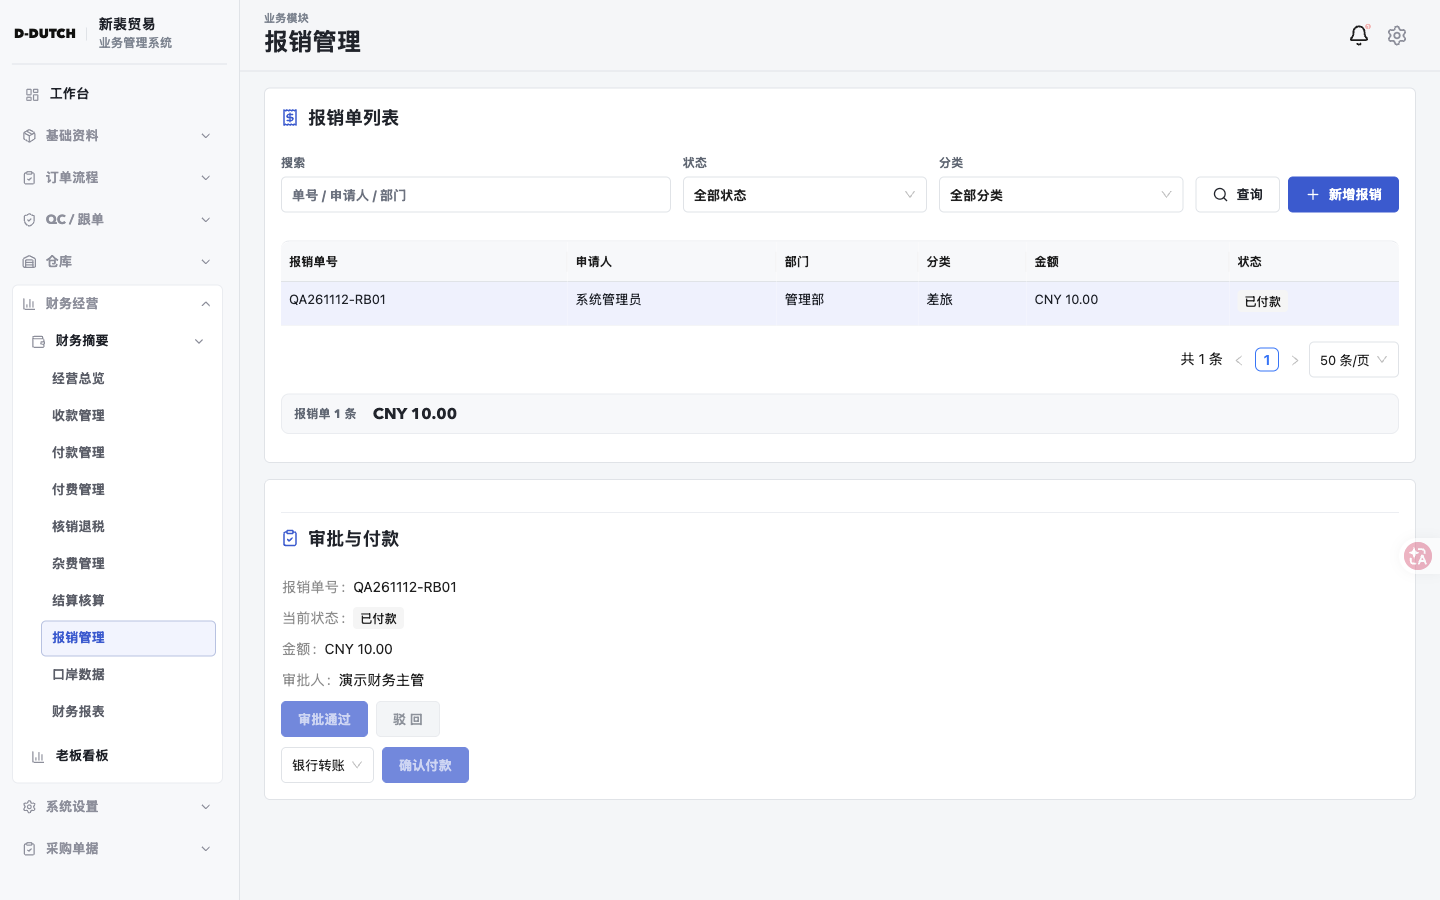 D-DUTCH
新裴贸易
业务管理系统
工作台
基础资料
订单流程
QC / 跟单
仓库
财务经营
财务摘要
经营总览
收款管理
付款管理
付费管理
核销退税
杂费管理
结算核算
报销管理
口岸数据
财务报表
老板看板
系统设置
采购单据
业务模块
报销管理
报销单列表
搜索 状态 分类
单号 / 申请人 / 部门 全部状态 全部分类 查询 新增报销
报销单号 申请人 部门 分类 金额 状态
QA261112-RB01 系统管理员 管理部 差旅 CNY 10.00 已付款
共 1 条 1 50 条/页
报销单 1 条 CNY 10.00
审批与付款
报销单号： QA261112-RB01
当前状态： 已付款
金额： CNY 10.00
审批人： 演示财务主管
审批通过 驳 回
银行转账 确认付款